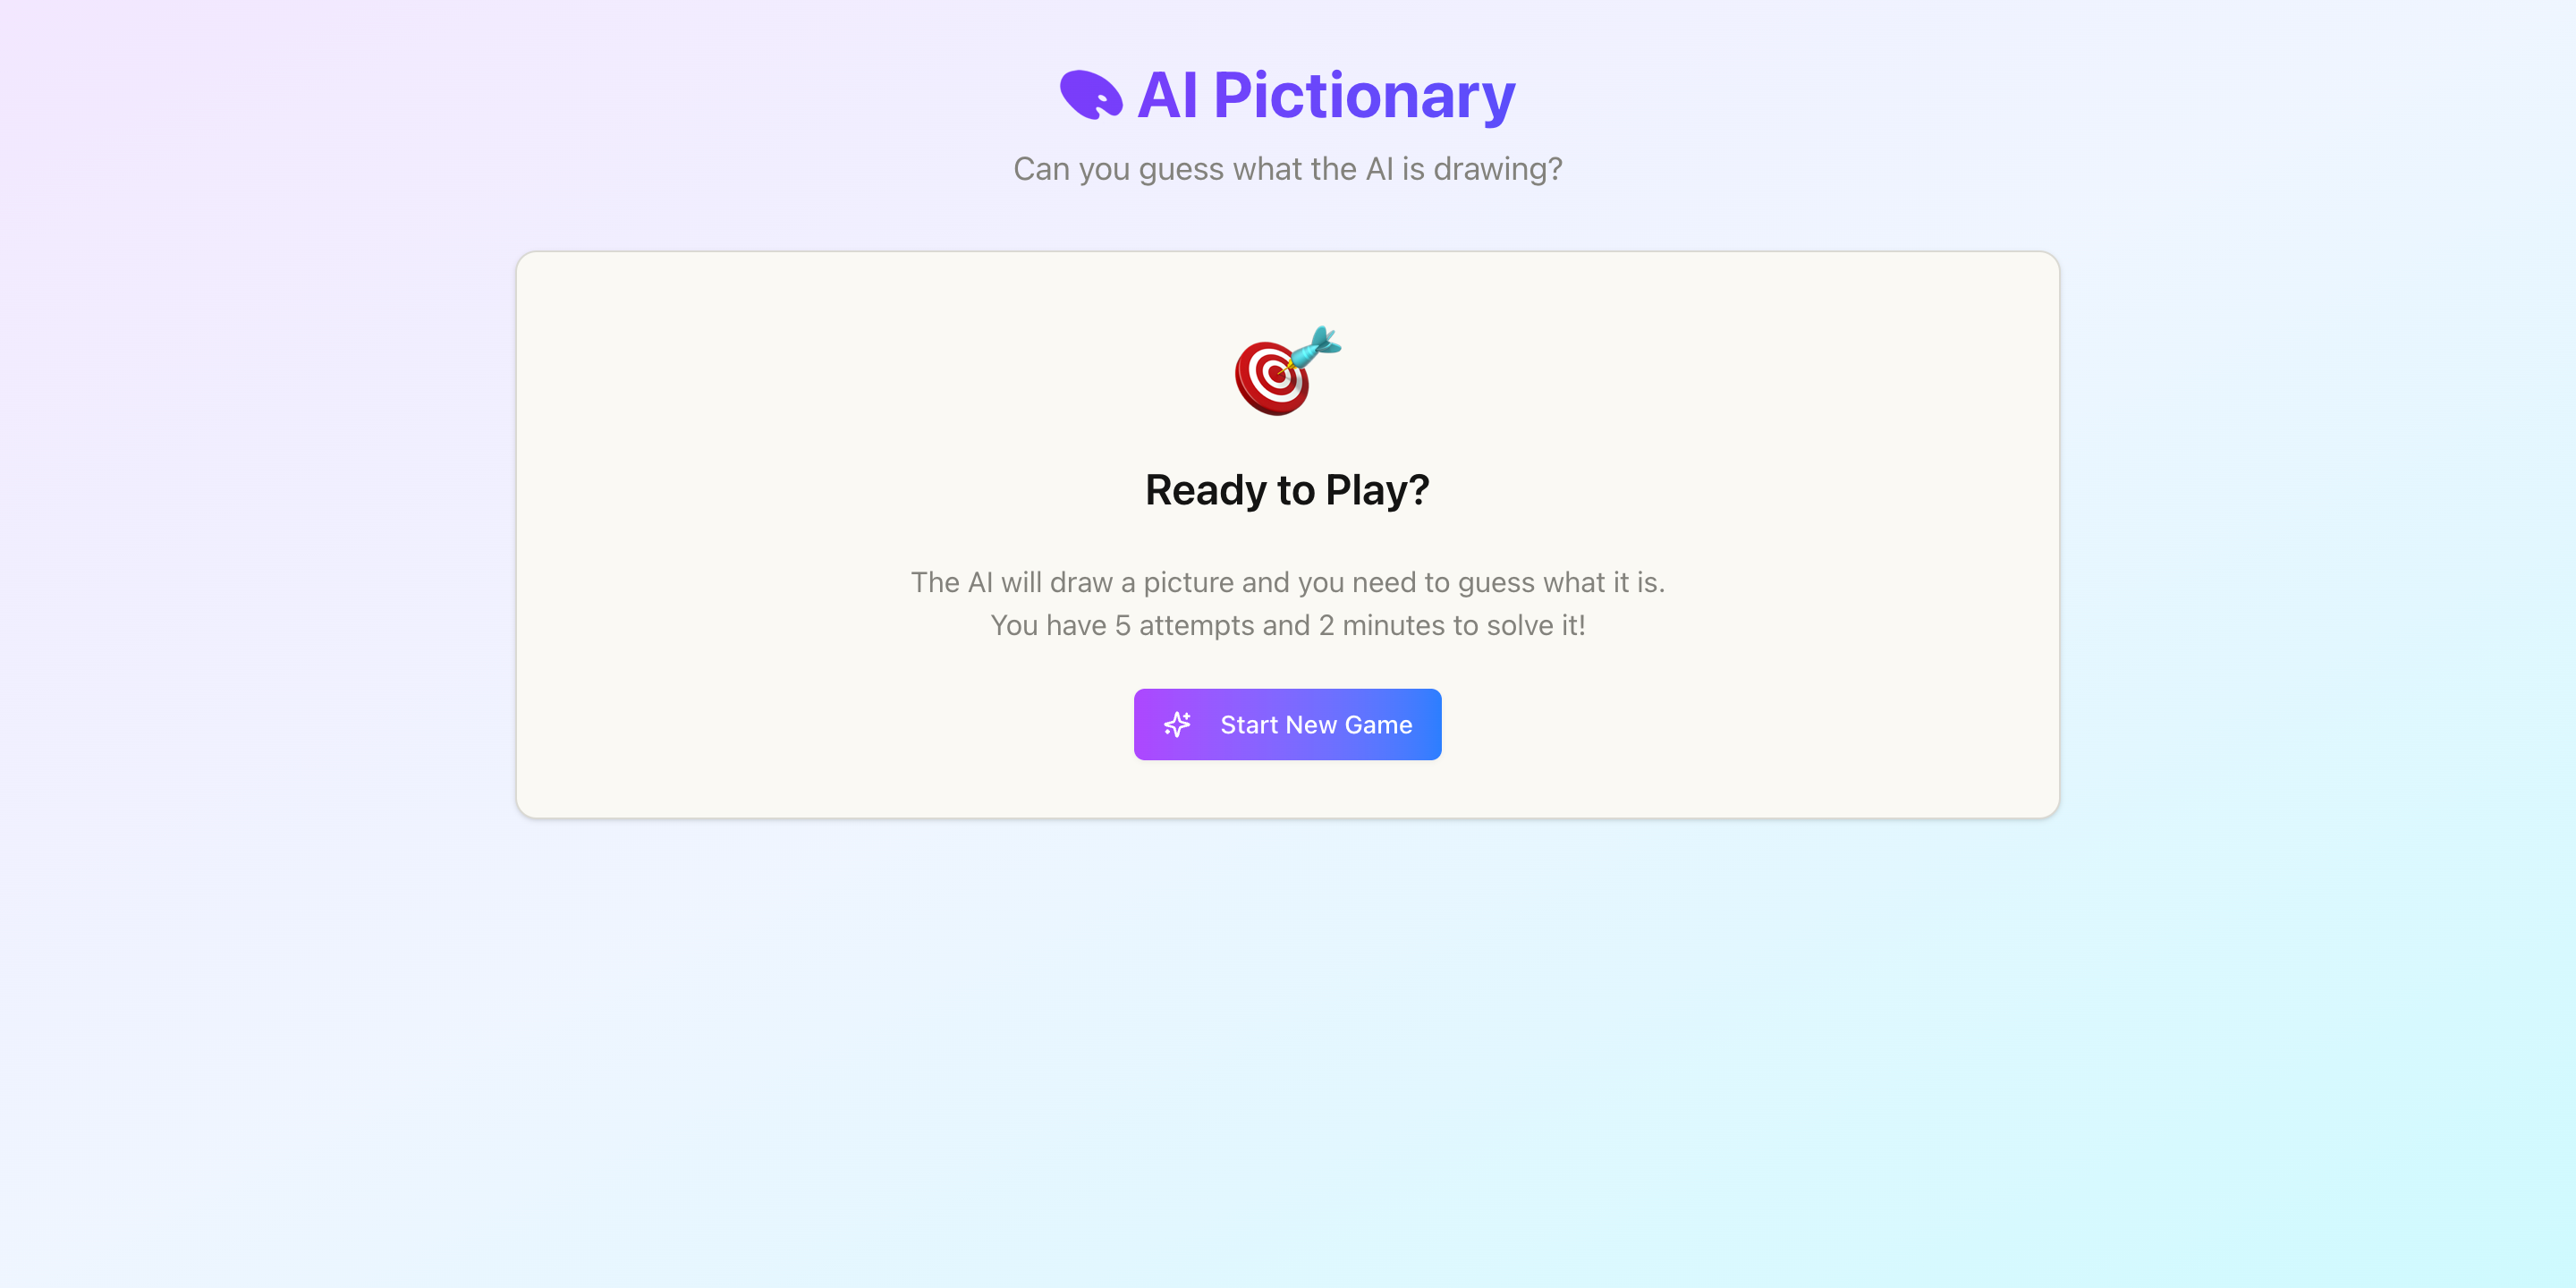 AI Pictionary
Can you guess what the AI is drawing?
Ready to Play?
The AI will draw a picture and you need to guess what it is.
You have 5 attempts and 2 minutes to solve it!
Start New Game